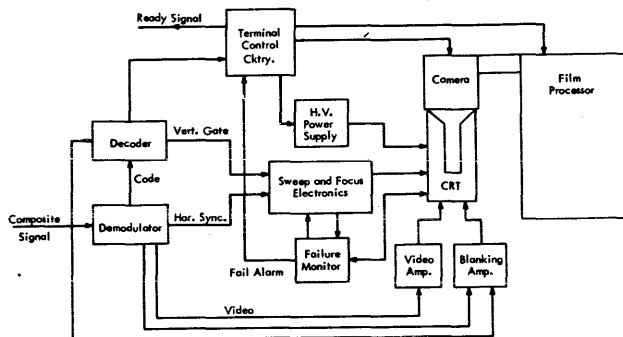 Ready Signal
Terminal
Control
Cktry.
Camera
Film
Processor
H.V.
Power
Supply
Decoder
Vert. Gate
Sweep and Focus
Electronics
CRT
Code
Composite
Signal
Demodulator
Hor. Sync.
Fail Alarm
Failure
Monitor
Video
Amp.
Blanking
Amp.
Video